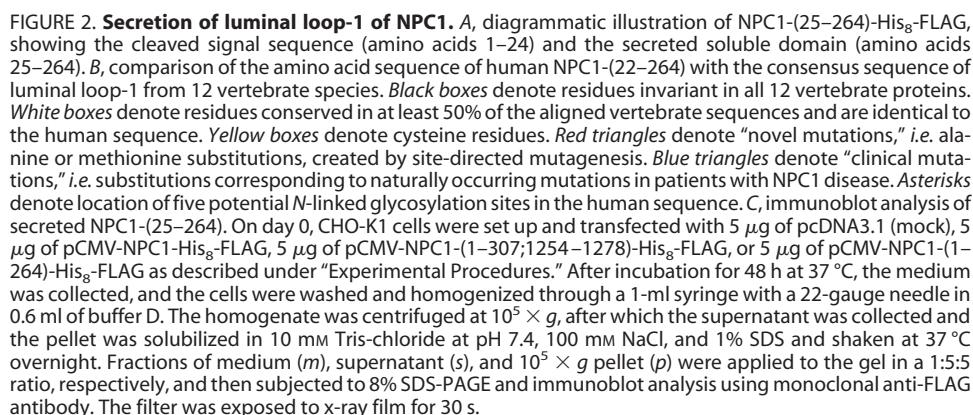 FIGURE 2. Secretion of luminal loop-1 of NPC1. A, diagrammatic illustration of NPC1-(25–264)-His₈-FLAG,
showing the cleaved signal sequence (amino acids 1–24) and the secreted soluble domain (amino acids
25–264). B, comparison of the amino acid sequence of human NPC1-(22–264) with the consensus sequence of
luminal loop-1 from 12 vertebrate species. Black boxes denote residues invariant in all 12 vertebrate proteins.
White boxes denote residues conserved in at least 50% of the aligned vertebrate sequences and are identical to
the human sequence. Yellow boxes denote cysteine residues. Red triangles denote “novel mutations,” i.e. ala-
nine or methionine substitutions, created by site-directed mutagenesis. Blue triangles denote “clinical muta-
tions,” i.e. substitutions corresponding to naturally occurring mutations in patients with NPC1 disease. Asterisks
denote location of five potential N-linked glycosylation sites in the human sequence. C, immunoblot analysis of
secreted NPC1-(25–264). On day 0, CHO-K1 cells were set up and transfected with 5 μg of pcDNA3.1 (mock), 5
μg of pCMV-NPC1-His₈-FLAG, 5 μg of pCMV-NPC1-(1–307;1254–1278)-His₈-FLAG, or 5 μg of pCMV-NPC1-(1–
264)-His₈-FLAG as described under “Experimental Procedures.” After incubation for 48 h at 37 °C, the medium
was collected, and the cells were washed and homogenized through a 1-ml syringe with a 22-gauge needle in
0.6 ml of buffer D. The homogenate was centrifuged at 10⁵ × g, after which the supernatant was collected and
the pellet was solubilized in 10 mM Tris-chloride at pH 7.4, 100 mM NaCl, and 1% SDS and shaken at 37 °C
overnight. Fractions of medium (m), supernatant (s), and 10⁵ × g pellet (p) were applied to the gel in a 1:5:5
ratio, respectively, and then subjected to 8% SDS-PAGE and immunoblot analysis using monoclonal anti-FLAG
antibody. The filter was exposed to x-ray film for 30 s.